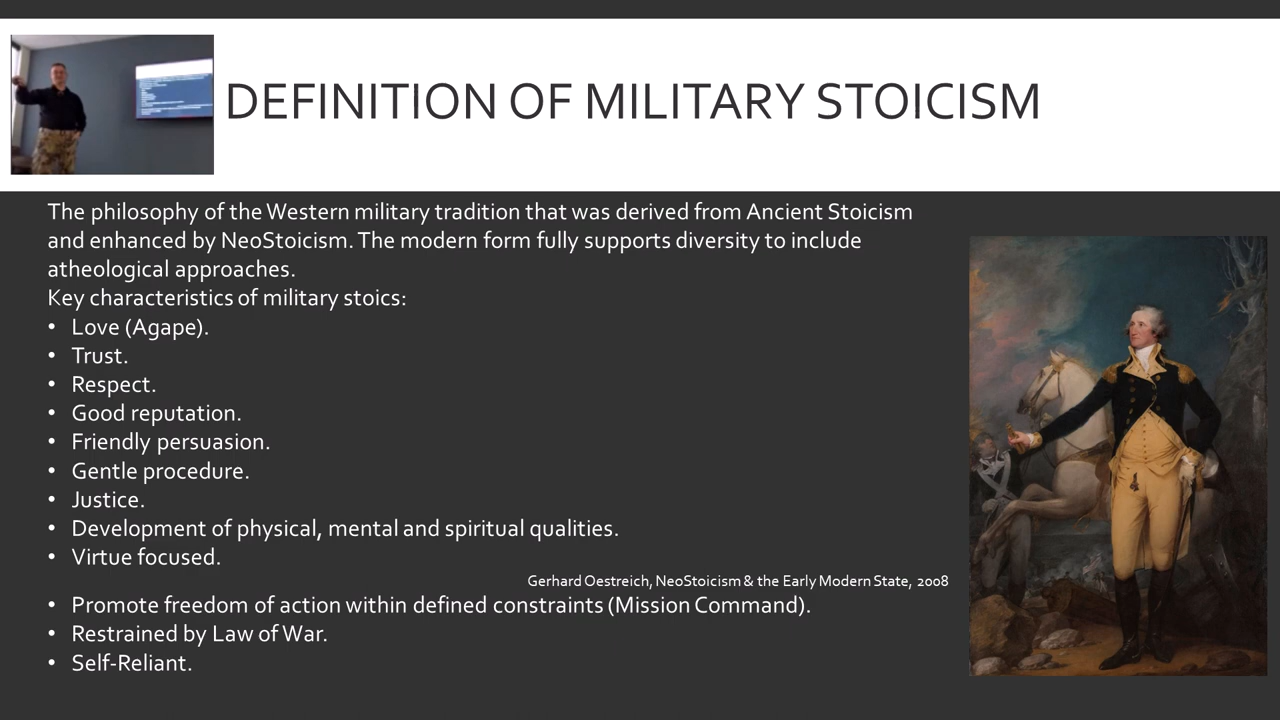 DEFINITION OF MILITARY STOICISM
The philosophy of the Western military tradition that was derived from Ancient Stoicism
and enhanced by NeoStoicism. The modern form fully supports diversity to include
atheological approaches.
Key characteristics of military stoics:
• Love (Agape).
• Trust.
• Respect.
• Good reputation.
• Friendly persuasion.
• Gentle procedure.
• Justice.
• Development of physical, mental and spiritual qualities.
• Virtue focused.
Gerhard Oestreich, NeoStoicism & the Early Modern State, 2008
• Promote freedom of action within defined constraints (Mission Command).
• Restrained by Law of War.
• Self-Reliant.